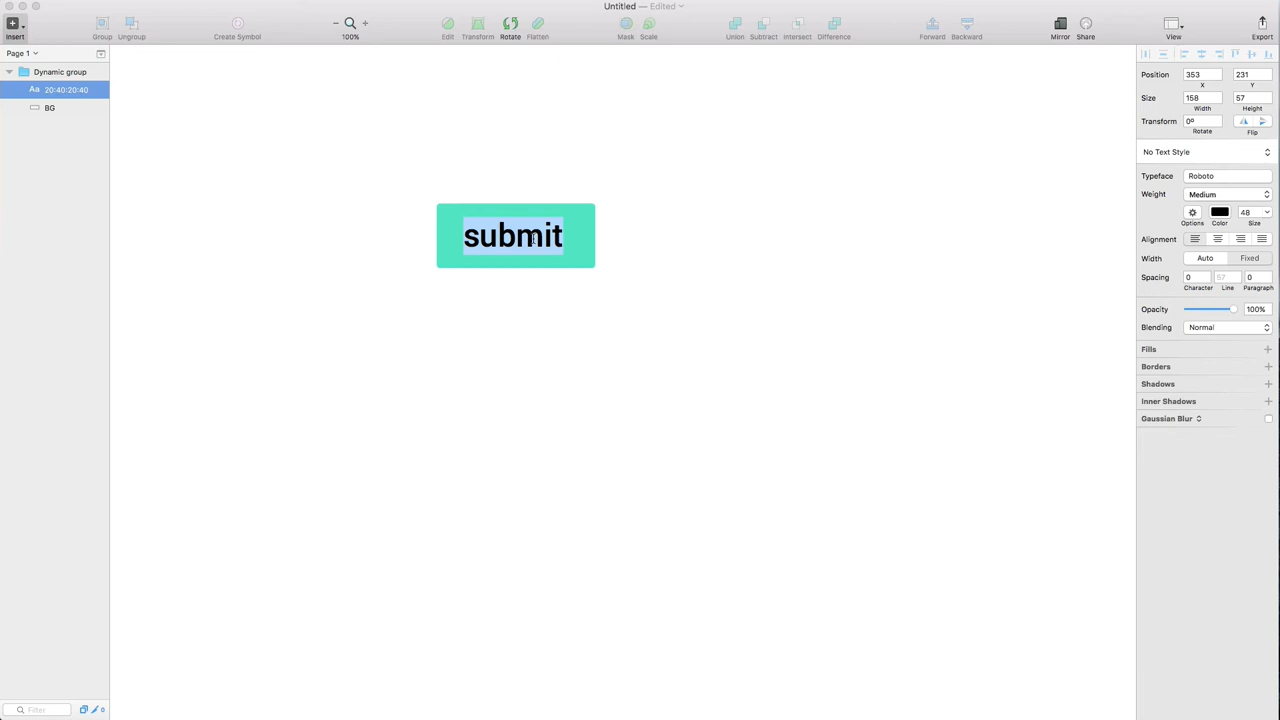 Untitled — Edited
Insert
Group
Ungroup
Create Symbol
100%
Edit
Transform
Rotate
Flatten
Mask
Scale
Union
Subtract
Intersect
Difference
Forward
Backward
Mirror
Share
View
Export
Page 1
Dynamic group
Aa 20:40:20:40
BG
submit
Filter
0
Position 353 231
X Y
Size 158 57
Width Height
Transform 0º
Rotate Flip
No Text Style
Typeface Roboto
Weight Medium
48
Options Color Size
Alignment
Width Auto Fixed
Spacing 0 57 0
Character Line Paragraph
Opacity 100%
Blending Normal
Fills
Borders
Shadows
Inner Shadows
Gaussian Blur